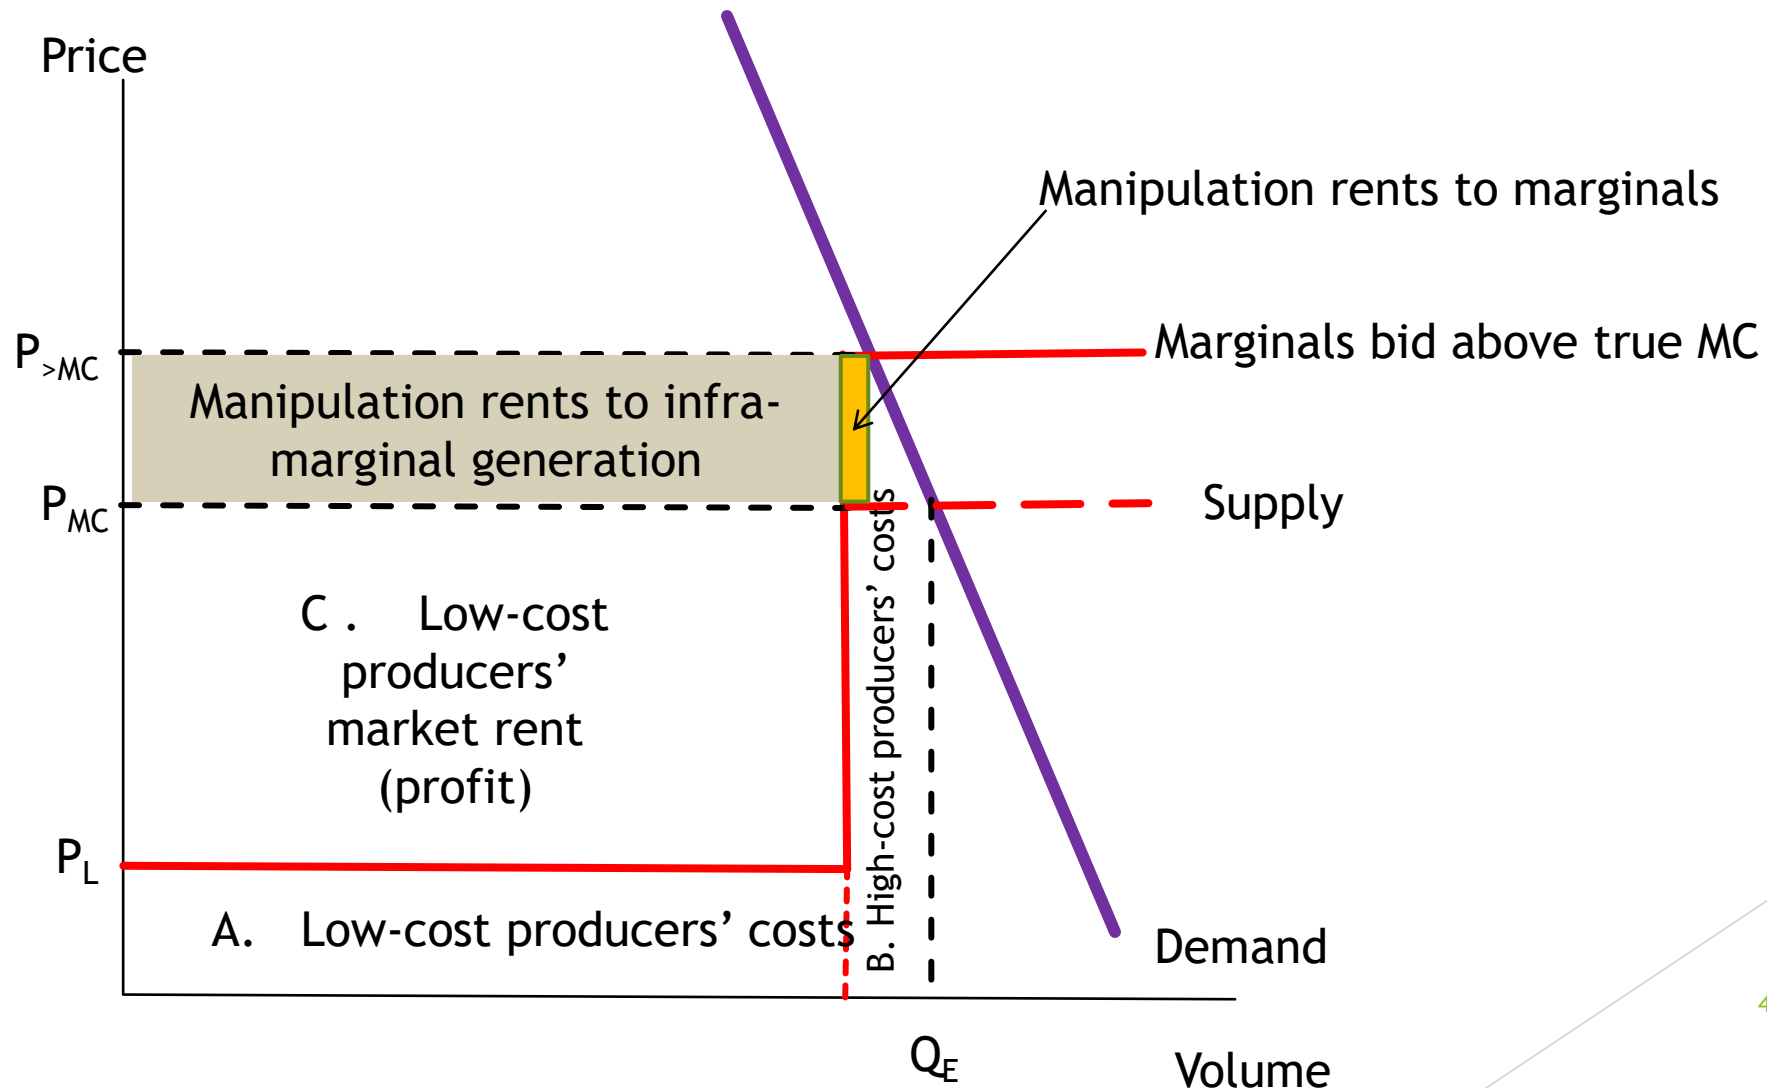 Price
Manipulation rents to marginals
P>MC
Marginals bid above true MC
Manipulation rents to infra-
marginal generation
PMC
Supply
C . Low-cost
producers’
market rent
(profit)
B. High-cost producers’ costs
PL
A. Low-cost producers’ costs
Demand
4
QE
Volume